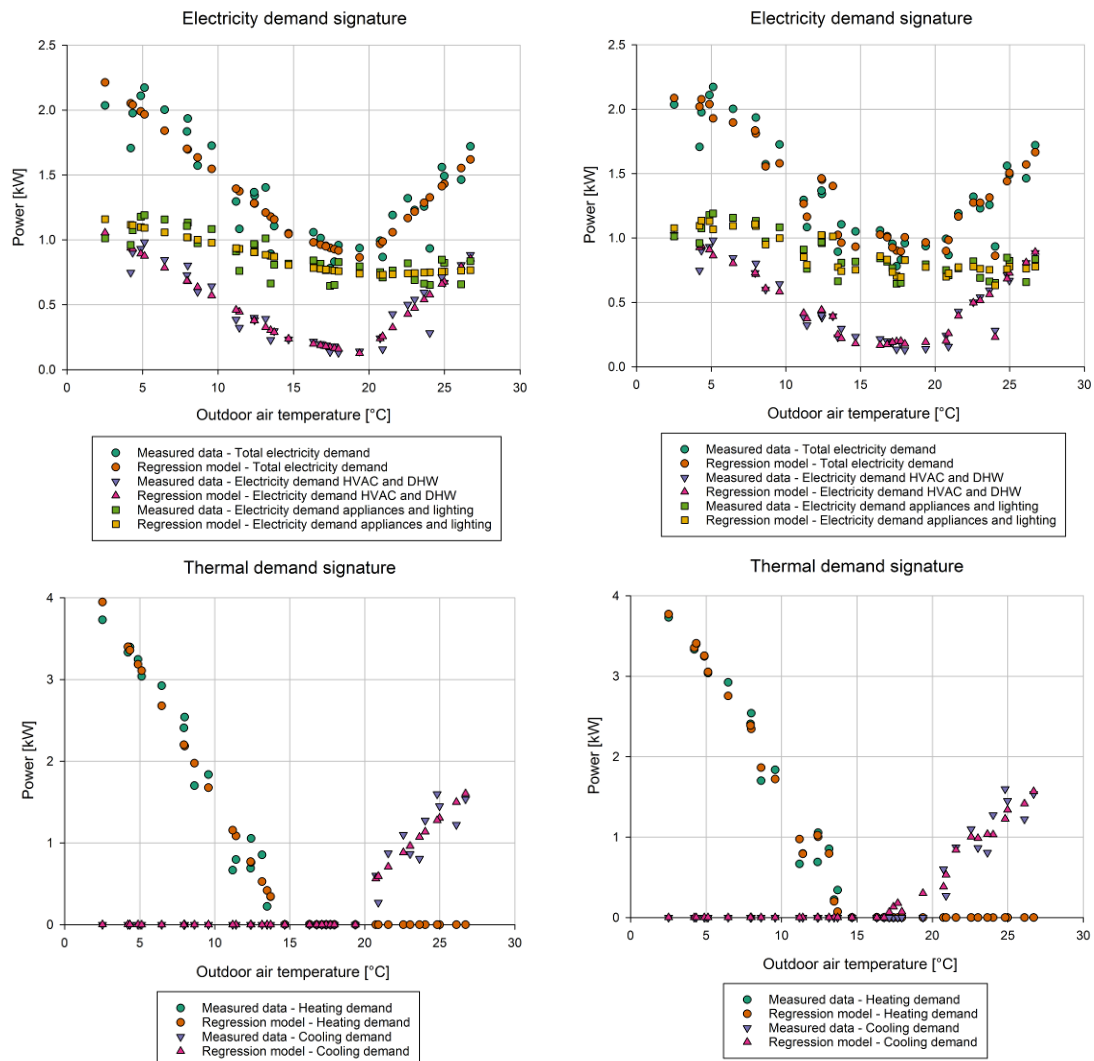 Electricity demand signature
2.5
2.0
1.5
1.0
0.5
0.0
Power [kW]
0 5 10 15 20 25 30
Outdoor air temperature [°C]
Measured data - Total electricity demand
Regression model - Total electricity demand
Measured data - Electricity demand HVAC and DHW
Regression model - Electricity demand HVAC and DHW
Measured data - Electricity demand appliances and lighting
Regression model - Electricity demand appliances and lighting
Electricity demand signature
2.5
2.0
1.5
1.0
0.5
0.0
Power [kW]
0 5 10 15 20 25 30
Outdoor air temperature [°C]
Measured data - Total electricity demand
Regression model - Total electricity demand
Measured data - Electricity demand HVAC and DHW
Regression model - Electricity demand HVAC and DHW
Measured data - Electricity demand appliances and lighting
Regression model - Electricity demand appliances and lighting
Thermal demand signature
4
3
2
1
0
Power [kW]
0 5 10 15 20 25 30
Outdoor air temperature [°C]
Measured data - Heating demand
Regression model - Heating demand
Measured data - Cooling demand
Regression model - Cooling demand
Thermal demand signature
4
3
2
1
0
Power [kW]
0 5 10 15 20 25 30
Outdoor air temperature [°C]
Measured data - Heating demand
Regression model - Heating demand
Measured data - Cooling demand
Regression model - Cooling demand